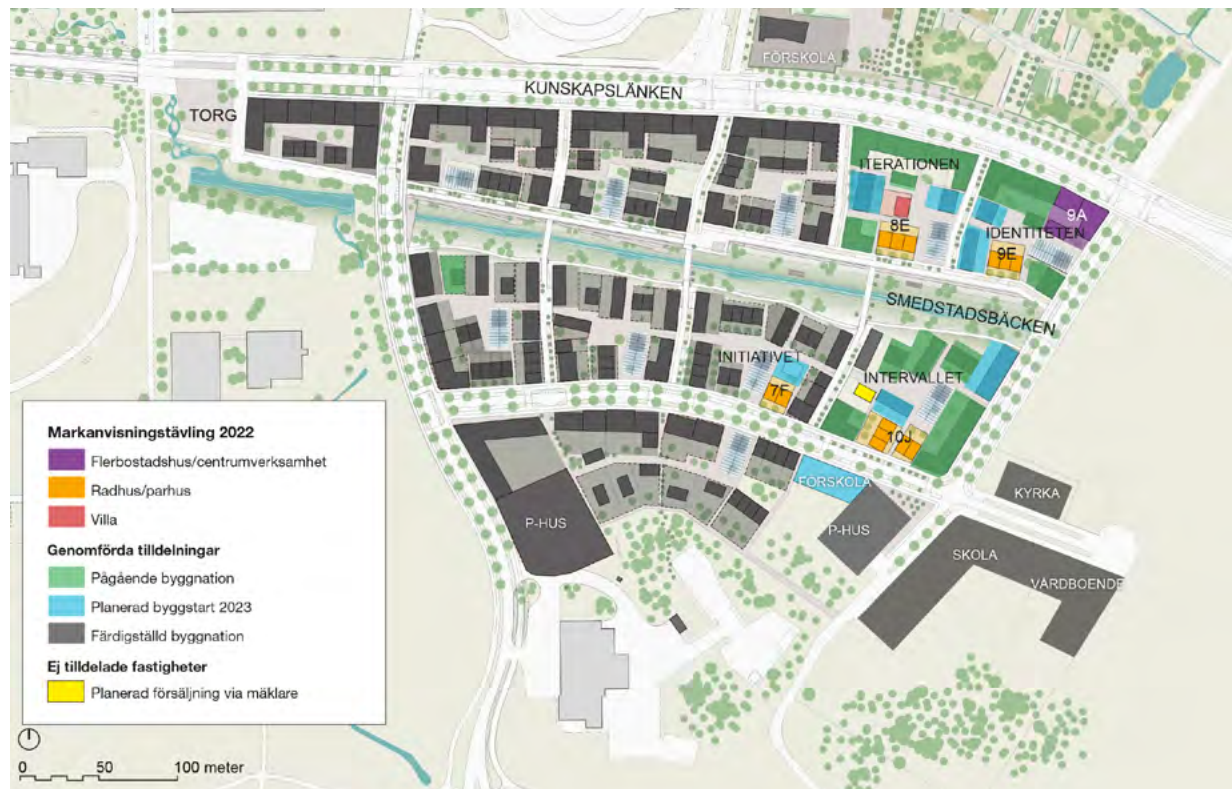 FÖRSKOLA
KUNSKAPSLÄNKEN
TORG
ITERATIONEN
9A
8E
IDENTITETEN
9E
SMEDSTADSBÄCKEN
INITIATIVET
INTERVALLET
7F
10J
FÖRSKOLA
KYRKA
P-HUS
P-HUS
SKOLA
VÅRDBOENDE
Markanvisningstävling 2022
Flerbostadshus/centrumverksamhet
Radhus/parhus
Villa
Genomförda tilldelningar
Pågående byggnation
Planerad byggstart 2023
Färdigställd byggnation
Ej tilldelade fastigheter
Planerad försäljning via mäklare
0 50 100 meter